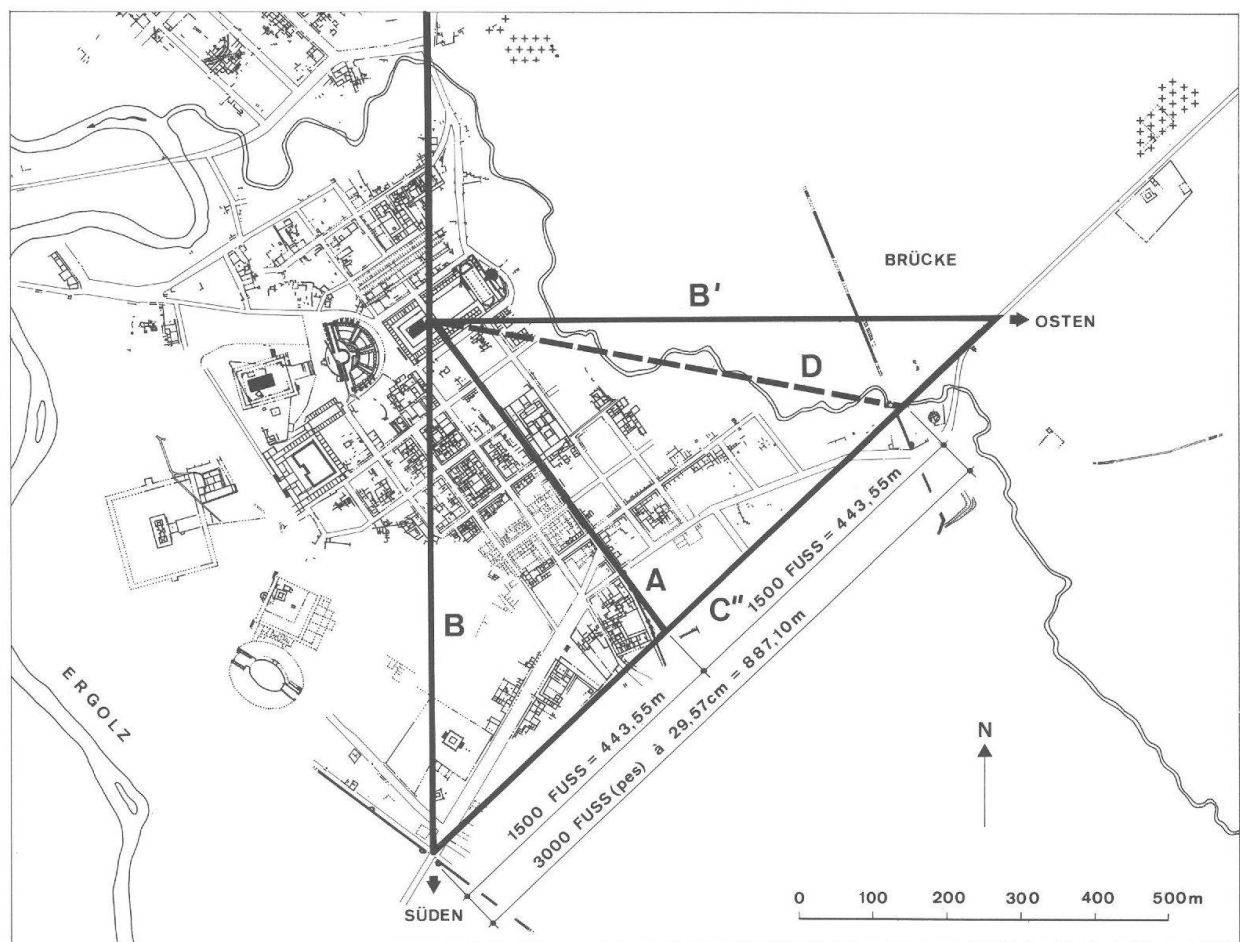 BRÜCKE
B'
OSTEN
D
A
C"
B
1500 FUSS = 443,55m
1500 FUSS = 443,55m
3000 FUSS (pes) à 29,57cm = 887,10m
ERGOLZ
N
SÜDEN
0 100 200 300 400 500m